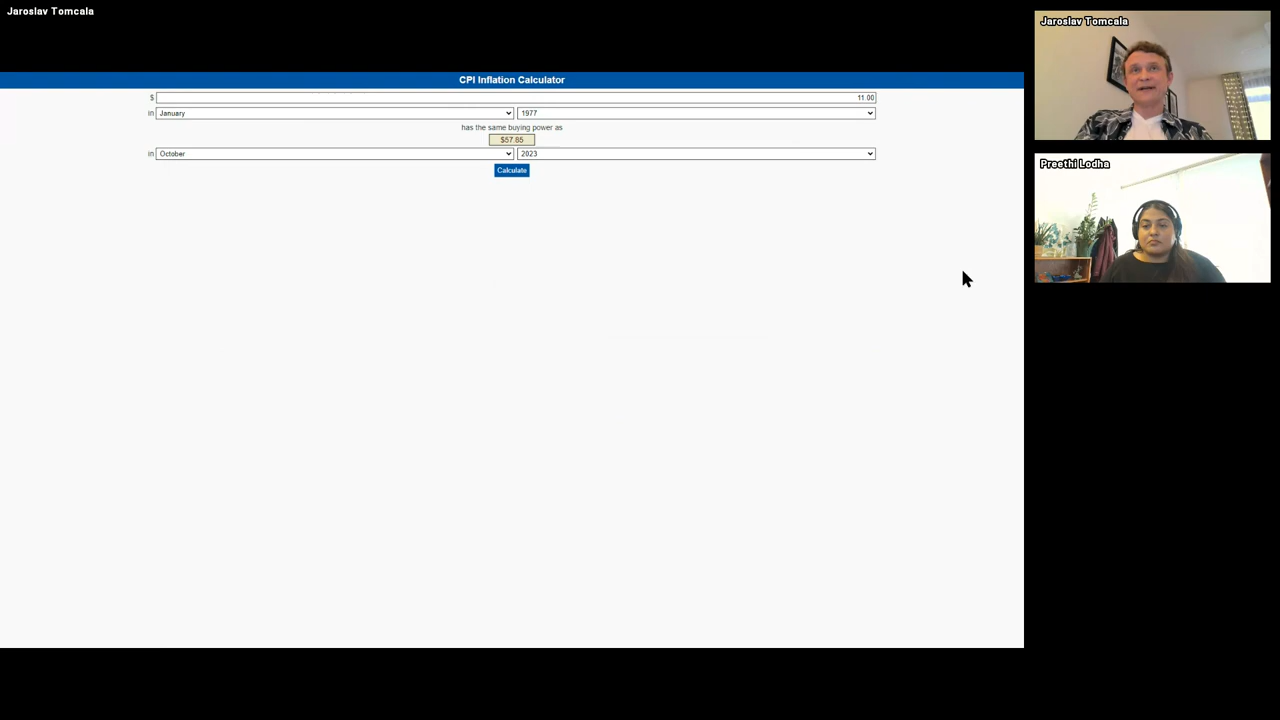 Jaroslav Tomcala
Jaroslav Tomcala
CPI Inflation Calculator
$ 11.00
in January 1977
has the same buying power as
$57.65
in October 2023
Calculate
Preethi Lodha